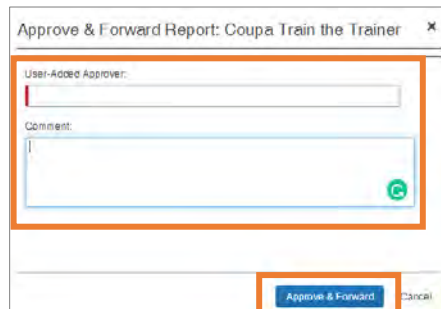 Approve & Forward Report: Coupa Train the Trainer ×
User-Added Approver:
Comment:
Approve & Forward Cancel